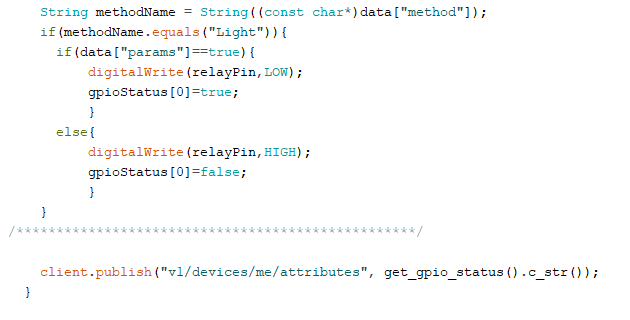 String methodName = String((const char*)data["method"]);
if(methodName.equals("Light")){
if(data["params"]==true){
digitalWrite(relayPin,LOW);
gpioStatus[0]=true;
}
else{
digitalWrite(relayPin,HIGH);
gpioStatus[0]=false;
}
}
/**************************************************/
client.publish("v1/devices/me/attributes", get_gpio_status().c_str());
}